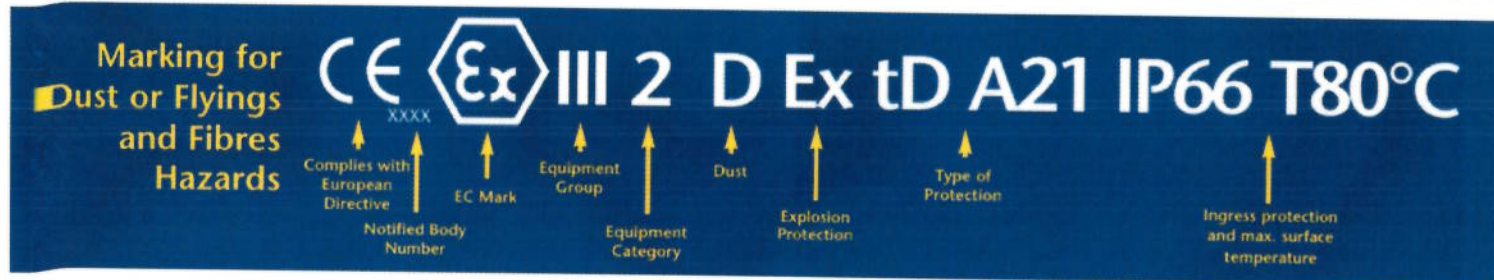 Marking for
Dust or Flyings
and Fibres
Hazards
CE Ex III 2 D Ex tD A21 IP66 T80°C
XXXX
Complies with
European
Directive
Notified Body
Number
EC Mark
Equipment
Group
Equipment
Category
Dust
Explosion
Protection
Type of
Protection
Ingress protection
and max. surface
temperature